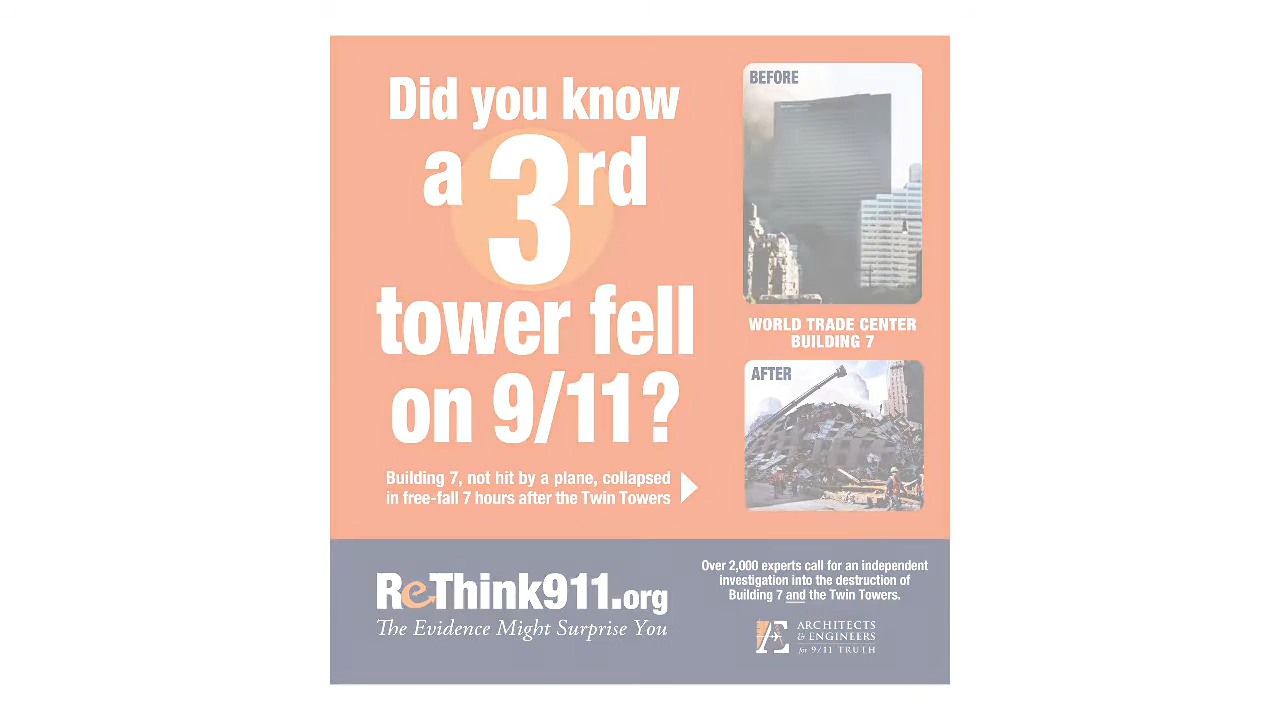 Did you know
a 3rd
tower fell
on 9/11?
Building 7, not hit by a plane, collapsed
in free-fall 7 hours after the Twin Towers
BEFORE
WORLD TRADE CENTER
BUILDING 7
AFTER
ReThink911.org
The Evidence Might Surprise You
Over 2,000 experts call for an independent
investigation into the destruction of
Building 7 and the Twin Towers.
AE
ARCHITECTS
& ENGINEERS
for 9/11 TRUTH